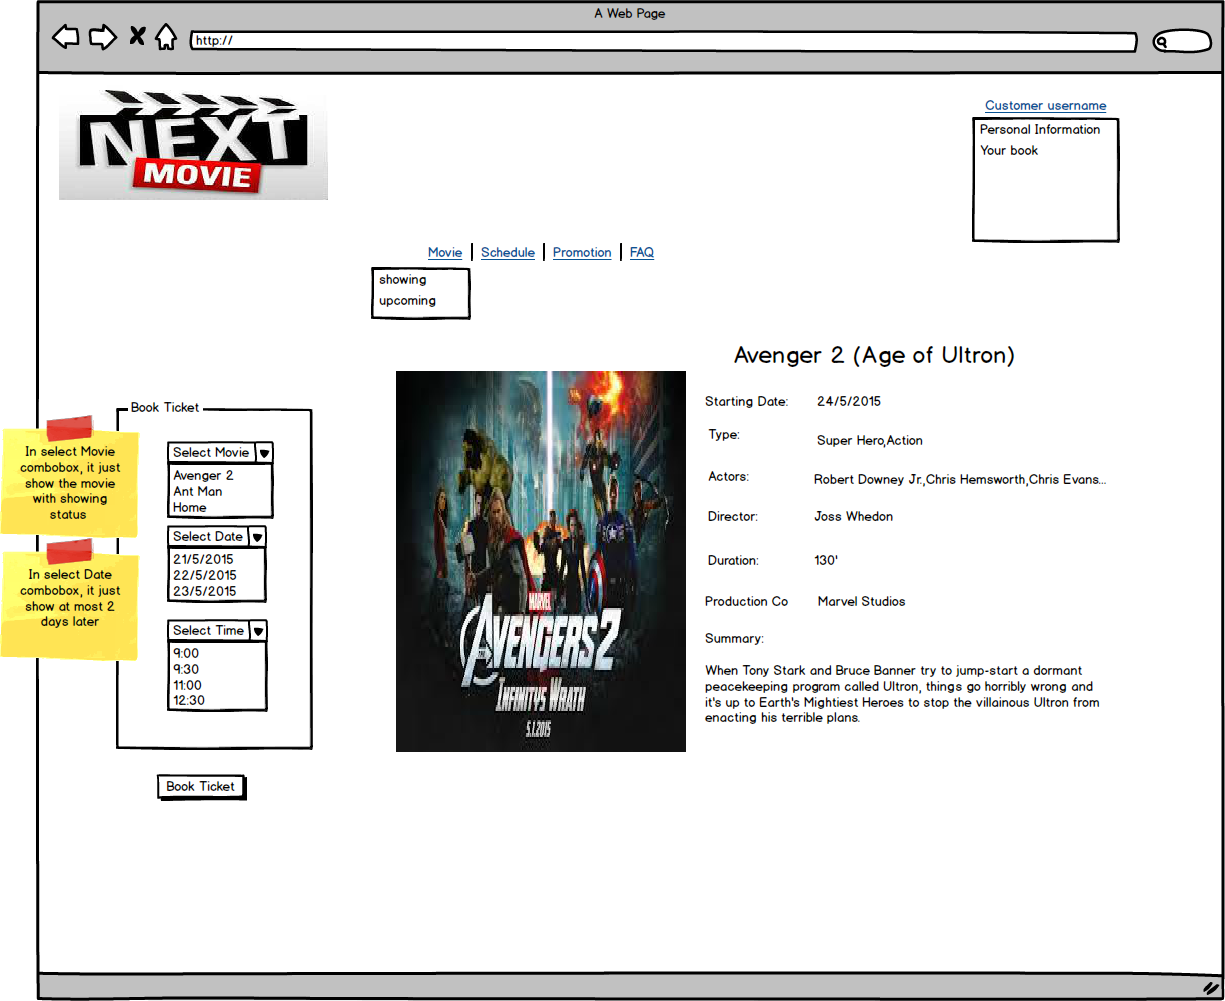 A Web Page
http://
NEXT
MOVIE
Customer username
Personal Information
Your book
Movie | Schedule | Promotion | FAQ
showing
upcoming
Book Ticket
Select Movie
Avenger 2
Ant Man
Home
Select Date
21/5/2015
22/5/2015
23/5/2015
Select Time
9:00
9:30
11:00
12:30
Book Ticket
In select Movie
combobox, it just
show the movie
with showing
status
In select Date
combobox, it just
show at most 2
days later
MARVEL
THE
AVENGERS 2
INFINITYS WRATH
5.1.2015
Avenger 2 (Age of Ultron)
Starting Date: 24/5/2015
Type: Super Hero,Action
Actors: Robert Downey Jr.,Chris Hemsworth,Chris Evans...
Director: Joss Whedon
Duration: 130'
Production Co Marvel Studios
Summary:
When Tony Stark and Bruce Banner try to jump-start a dormant
peacekeeping program called Ultron, things go horribly wrong and
it's up to Earth's Mightiest Heroes to stop the villainous Ultron from
enacting his terrible plans.